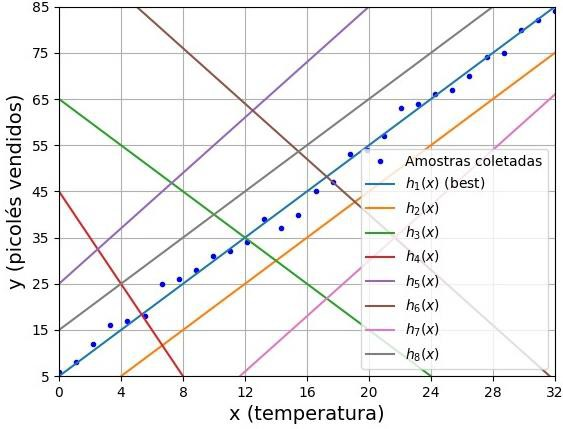 85
75
65
55
45
35
25
15
5
y (picolés vendidos)
0 4 8 12 16 20 24 28 32
x (temperatura)
Amostras coletadas
h₁(x) (best)
h₂(x)
h₃(x)
h₄(x)
h₅(x)
h₆(x)
h₇(x)
h₈(x)